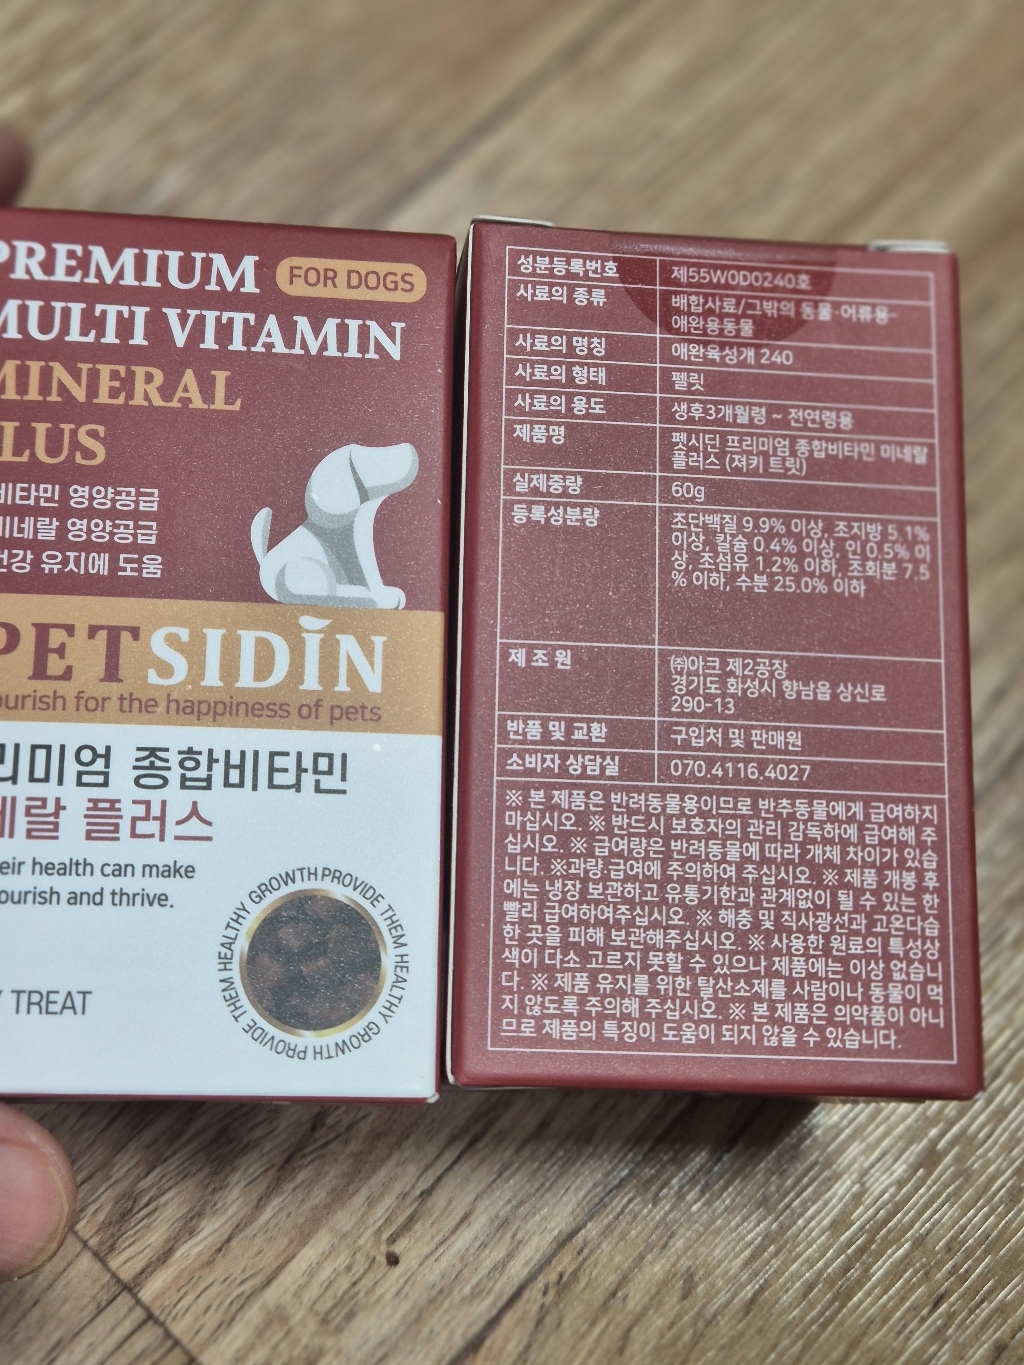 PREMIUM
FOR DOGS
MULTI VITAMIN
MINERAL
LUS
비타민 영양공급
미네랄 영양공급
건강 유지에 도움
PETSIDIN
ourish for the happiness of pets
리미엄 종합비타민
네랄 플러스
eir health can make
ourish and thrive.
TREAT
PROVIDE THEM HEALTHY GROWTH PROVIDE THEM HEALTHY GROWTH
성분등록번호 제55W0D0240호
사료의 종류 배합사료/그밖의 동물·어류용-
애완용동물
사료의 명칭 애완육성개 240
사료의 형태 펠릿
사료의 용도 생후3개월령 ~ 전연령용
제품명 펫시딘 프리미엄 종합비타민 미네랄
플러스 (져키 트릿)
실제중량 60g
등록성분량 조단백질 9.9% 이상, 조지방 5.1%
이상, 칼슘 0.4% 이상, 인 0.5% 이
상, 조섬유 1.2% 이하, 조회분 7.5
% 이하, 수분 25.0% 이하
제 조 원 ㈜아크 제2공장
경기도 화성시 향남읍 상신로
290-13
반품 및 교환 구입처 및 판매원
소비자 상담실 070.4116.4027
※ 본 제품은 반려동물용이므로 반추동물에게 급여하지
마십시오. ※ 반드시 보호자의 관리 감독하에 급여해 주
십시오. ※ 급여량은 반려동물에 따라 개체 차이가 있습
니다. ※과량 급여에 주의하여 주십시오. ※ 제품 개봉 후
에는 냉장 보관하고 유통기한과 관계없이 될 수 있는 한
빨리 급여하여주십시오. ※ 해충 및 직사광선과 고온다습
한 곳을 피해 보관해주십시오. ※ 사용한 원료의 특성상
색이 다소 고르지 못할 수 있으나 제품에는 이상 없습니
다. ※ 제품 유지를 위한 탈산소제를 사람이나 동물이 먹
지 않도록 주의해 주십시오. ※ 본 제품은 의약품이 아니
므로 제품의 특징이 도움이 되지 않을 수 있습니다.